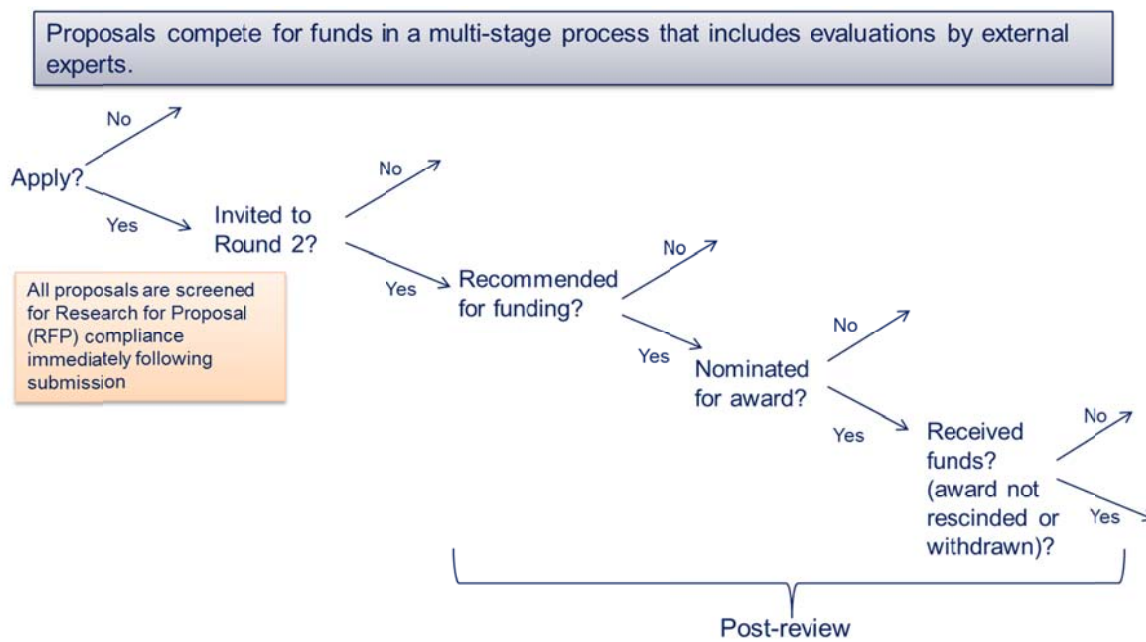 Proposals compete for funds in a multi-stage process that includes evaluations by external
experts.
No
Apply?
Yes
Invited to
Round 2?
No
Yes
All proposals are screened
for Research for Proposal
(RFP) compliance
immediately following
submission
Recommended
for funding?
No
Yes
Nominated
for award?
No
Yes
Received
funds?
(award not
rescinded or
withdrawn)?
No
Yes
Post-review